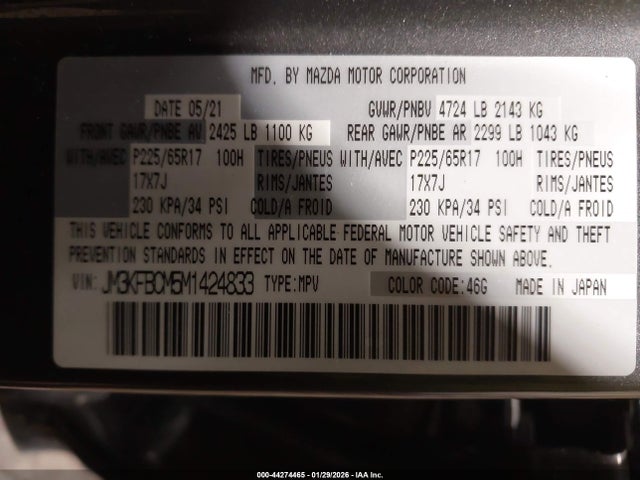 MFD. BY MAZDA MOTOR CORPORATION
DATE 05/21 GVWR/PNBV 4724 LB 2143 KG
FRONT GAWR/PNBE AV 2425 LB 1100 KG REAR GAWR/PNBE AR 2299 LB 1043 KG
WITH/AVEC P225/65R17 100H TIRES/PNEUS WITH/AVEC P225/65R17 100H TIRES/PNEUS
17X7J RIMS/JANTES 17X7J RIMS/JANTES
230 KPA/34 PSI COLD/A FROID 230 KPA/34 PSI COLD/A FROID
THIS VEHICLE CONFORMS TO ALL APPLICABLE FEDERAL MOTOR VEHICLE SAFETY AND THEFT
PREVENTION STANDARDS IN EFFECT ON THE DATE OF MANUFACTURE SHOWN ABOVE.
VIN: JM3KFBCM5M1424833 TYPE:MPV COLOR CODE:46G MADE IN JAPAN
000-44274465 - 01/29/2026 - IAA Inc.